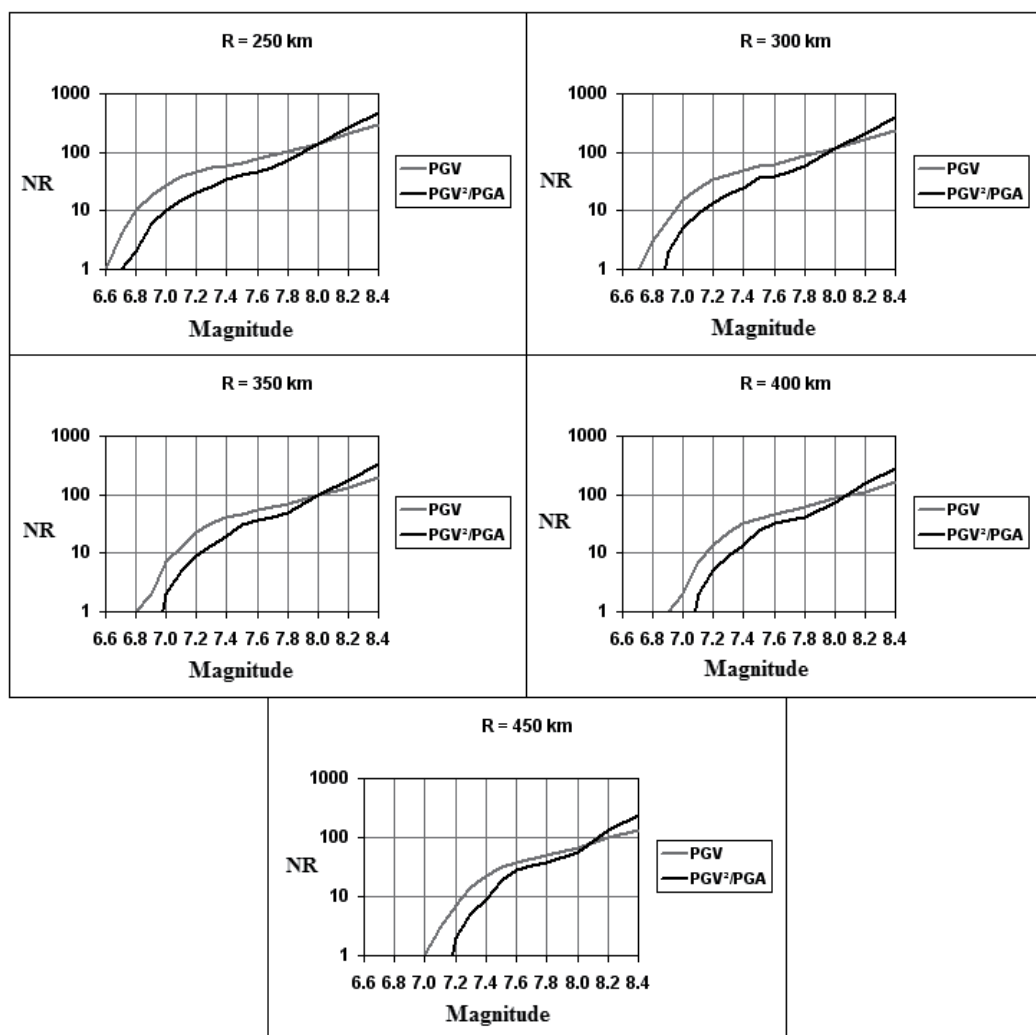 R = 250 km
1000
100
NR
10
1
6.6 6.8 7.0 7.2 7.4 7.6 7.8 8.0 8.2 8.4
Magnitude
PGV
PGV²/PGA
R = 300 km
1000
100
NR
10
1
6.6 6.8 7.0 7.2 7.4 7.6 7.8 8.0 8.2 8.4
Magnitude
PGV
PGV²/PGA
R = 350 km
1000
100
NR
10
1
6.6 6.8 7.0 7.2 7.4 7.6 7.8 8.0 8.2 8.4
Magnitude
PGV
PGV²/PGA
R = 400 km
1000
100
NR
10
1
6.6 6.8 7.0 7.2 7.4 7.6 7.8 8.0 8.2 8.4
Magnitude
PGV
PGV²/PGA
R = 450 km
1000
100
NR
10
1
6.6 6.8 7.0 7.2 7.4 7.6 7.8 8.0 8.2 8.4
Magnitude
PGV
PGV²/PGA